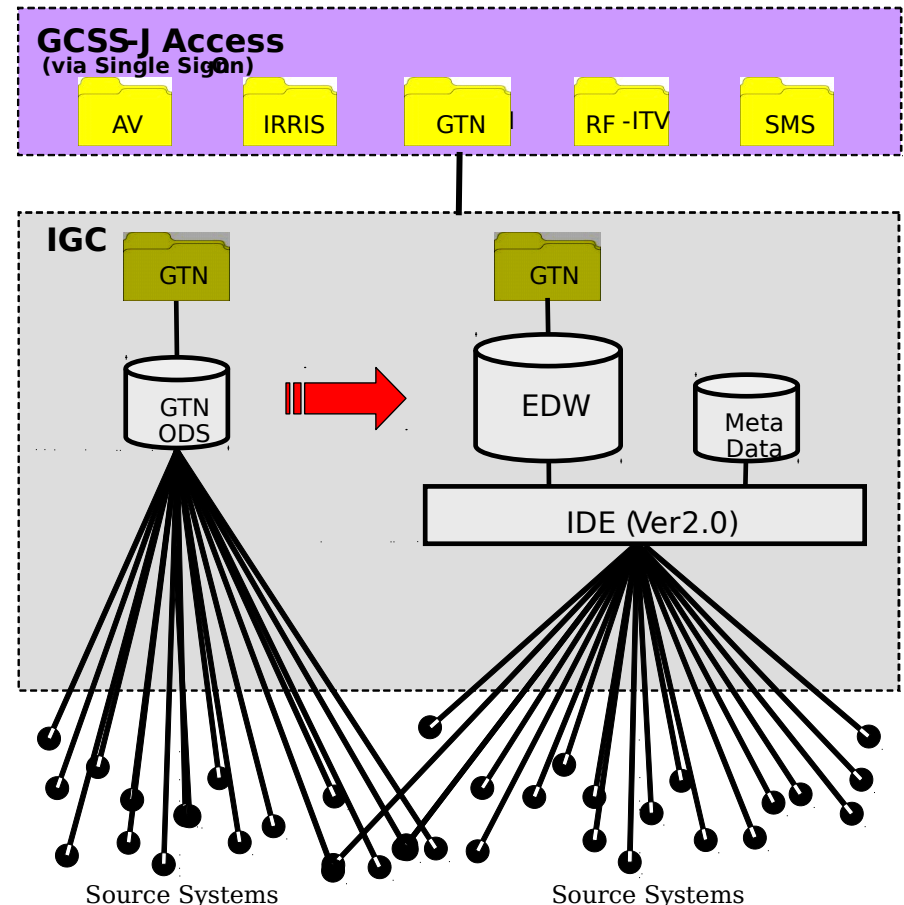 GCSS-J Access
(via Single Sign On)
AV
IRRIS
GTN
RF-ITV
SMS
IGC
GTN
GTN
GTN
ODS
EDW
Meta
Data
IDE (Ver2.0)
Source Systems
Source Systems